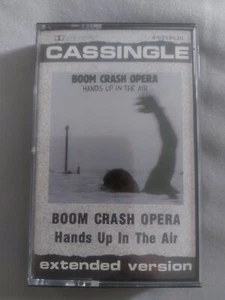 CASSINGLE
BOOM CRASH OPERA
HANDS UP IN THE AIR
BOOM CRASH OPERA
Hands Up In The Air
extended version